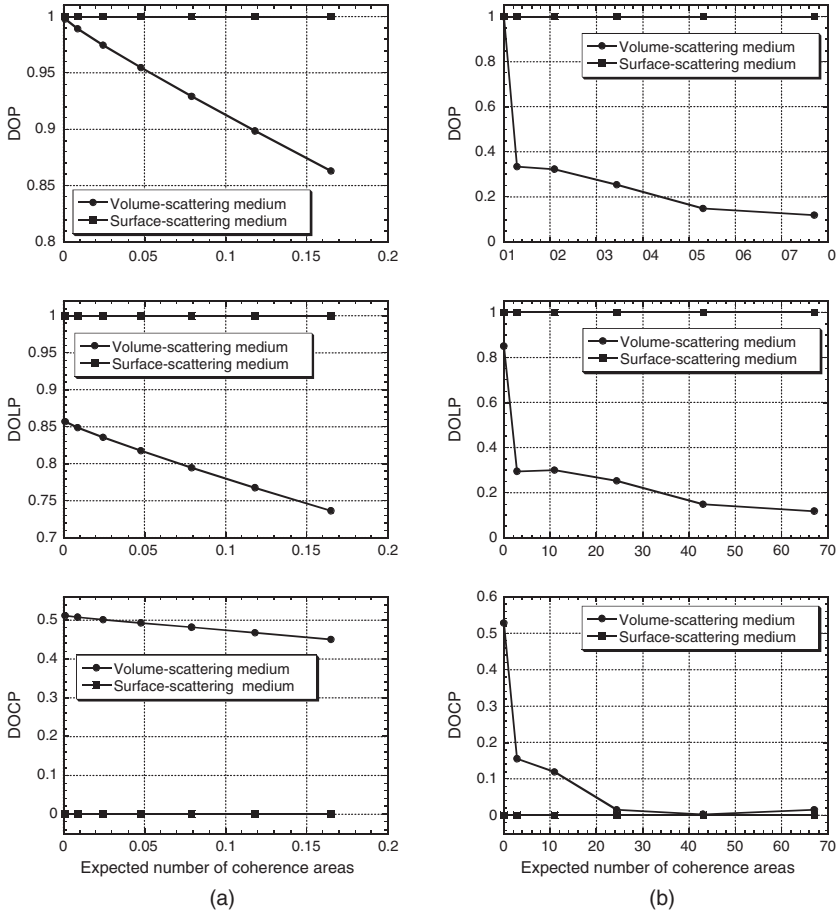 1
0.95
0.9
0.85
0.8
DOP
Volume-scattering medium
Surface-scattering medium
0 0.05 0.1 0.15 0.2
1
0.8
0.6
0.4
0.2
0
DOP
Volume-scattering medium
Surface-scattering medium
01 02 03 04 05 06 07 0
1
0.95
0.9
0.85
0.8
0.75
0.7
DOLP
Volume-scattering medium
Surface-scattering medium
0 0.05 0.1 0.15 0.2
1
0.8
0.6
0.4
0.2
0
DOLP
Volume-scattering medium
Surface-scattering medium
0 10 20 30 40 50 60 70
0.5
0.4
0.3
0.2
0.1
0
DOCP
Volume-scattering medium
Surface-scattering medium
0 0.05 0.1 0.15 0.2
Expected number of coherence areas
(a)
0.6
0.5
0.4
0.3
0.2
0.1
0
DOCP
Volume-scattering medium
Surface-scattering medium
0 10 20 30 40 50 60 70
Expected number of coherence areas
(b)